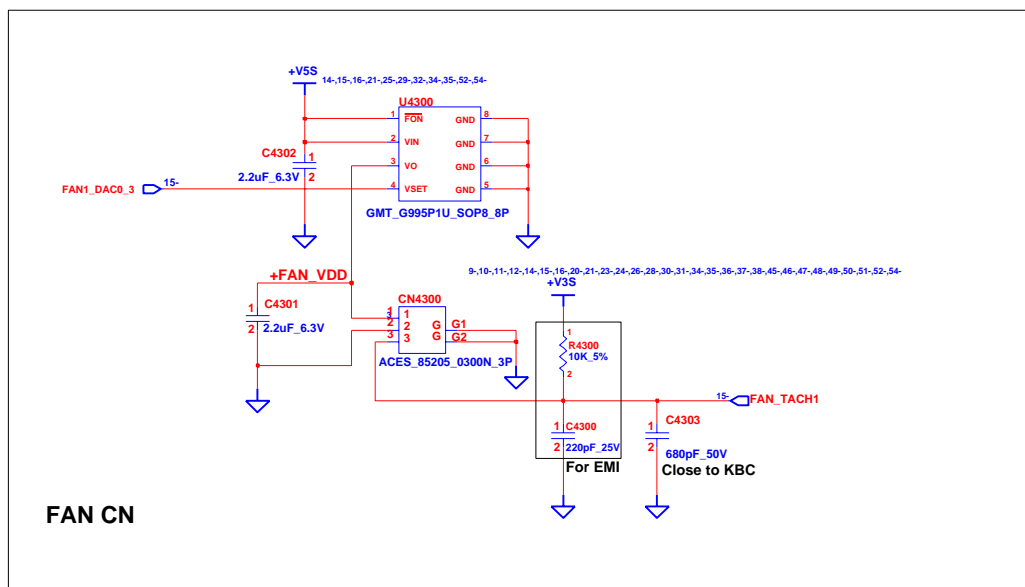 +V5S
14-,15-,16-,21-,25-,29-,32-,34-,35-,52-,54-
U4300
1 FON GND 8
2 VIN GND 7
3 VO GND 6
4 VSET GND 5
GMT_G995P1U_SOP8_8P
C4302
1
2
2.2uF_6.3V
FAN1_DAC0_3 15-
+FAN_VDD
C4301
1
2
2.2uF_6.3V
CN4300
1 1
2 2 G G1
3 3 G G2
3
ACES_85205_0300N_3P
9-,10-,11-,12-,14-,15-,16-,20-,21-,23-,24-,26-,28-,30-,31-,34-,35-,36-,37-,38-,45-,46-,47-,48-,49-,50-,51-,52-,54-
+V3S
1
R4300
10K_5%
2
15- FAN_TACH1
1 C4300
2
220pF_25V
For EMI
C4303
1
2
680pF_50V
Close to KBC
FAN CN